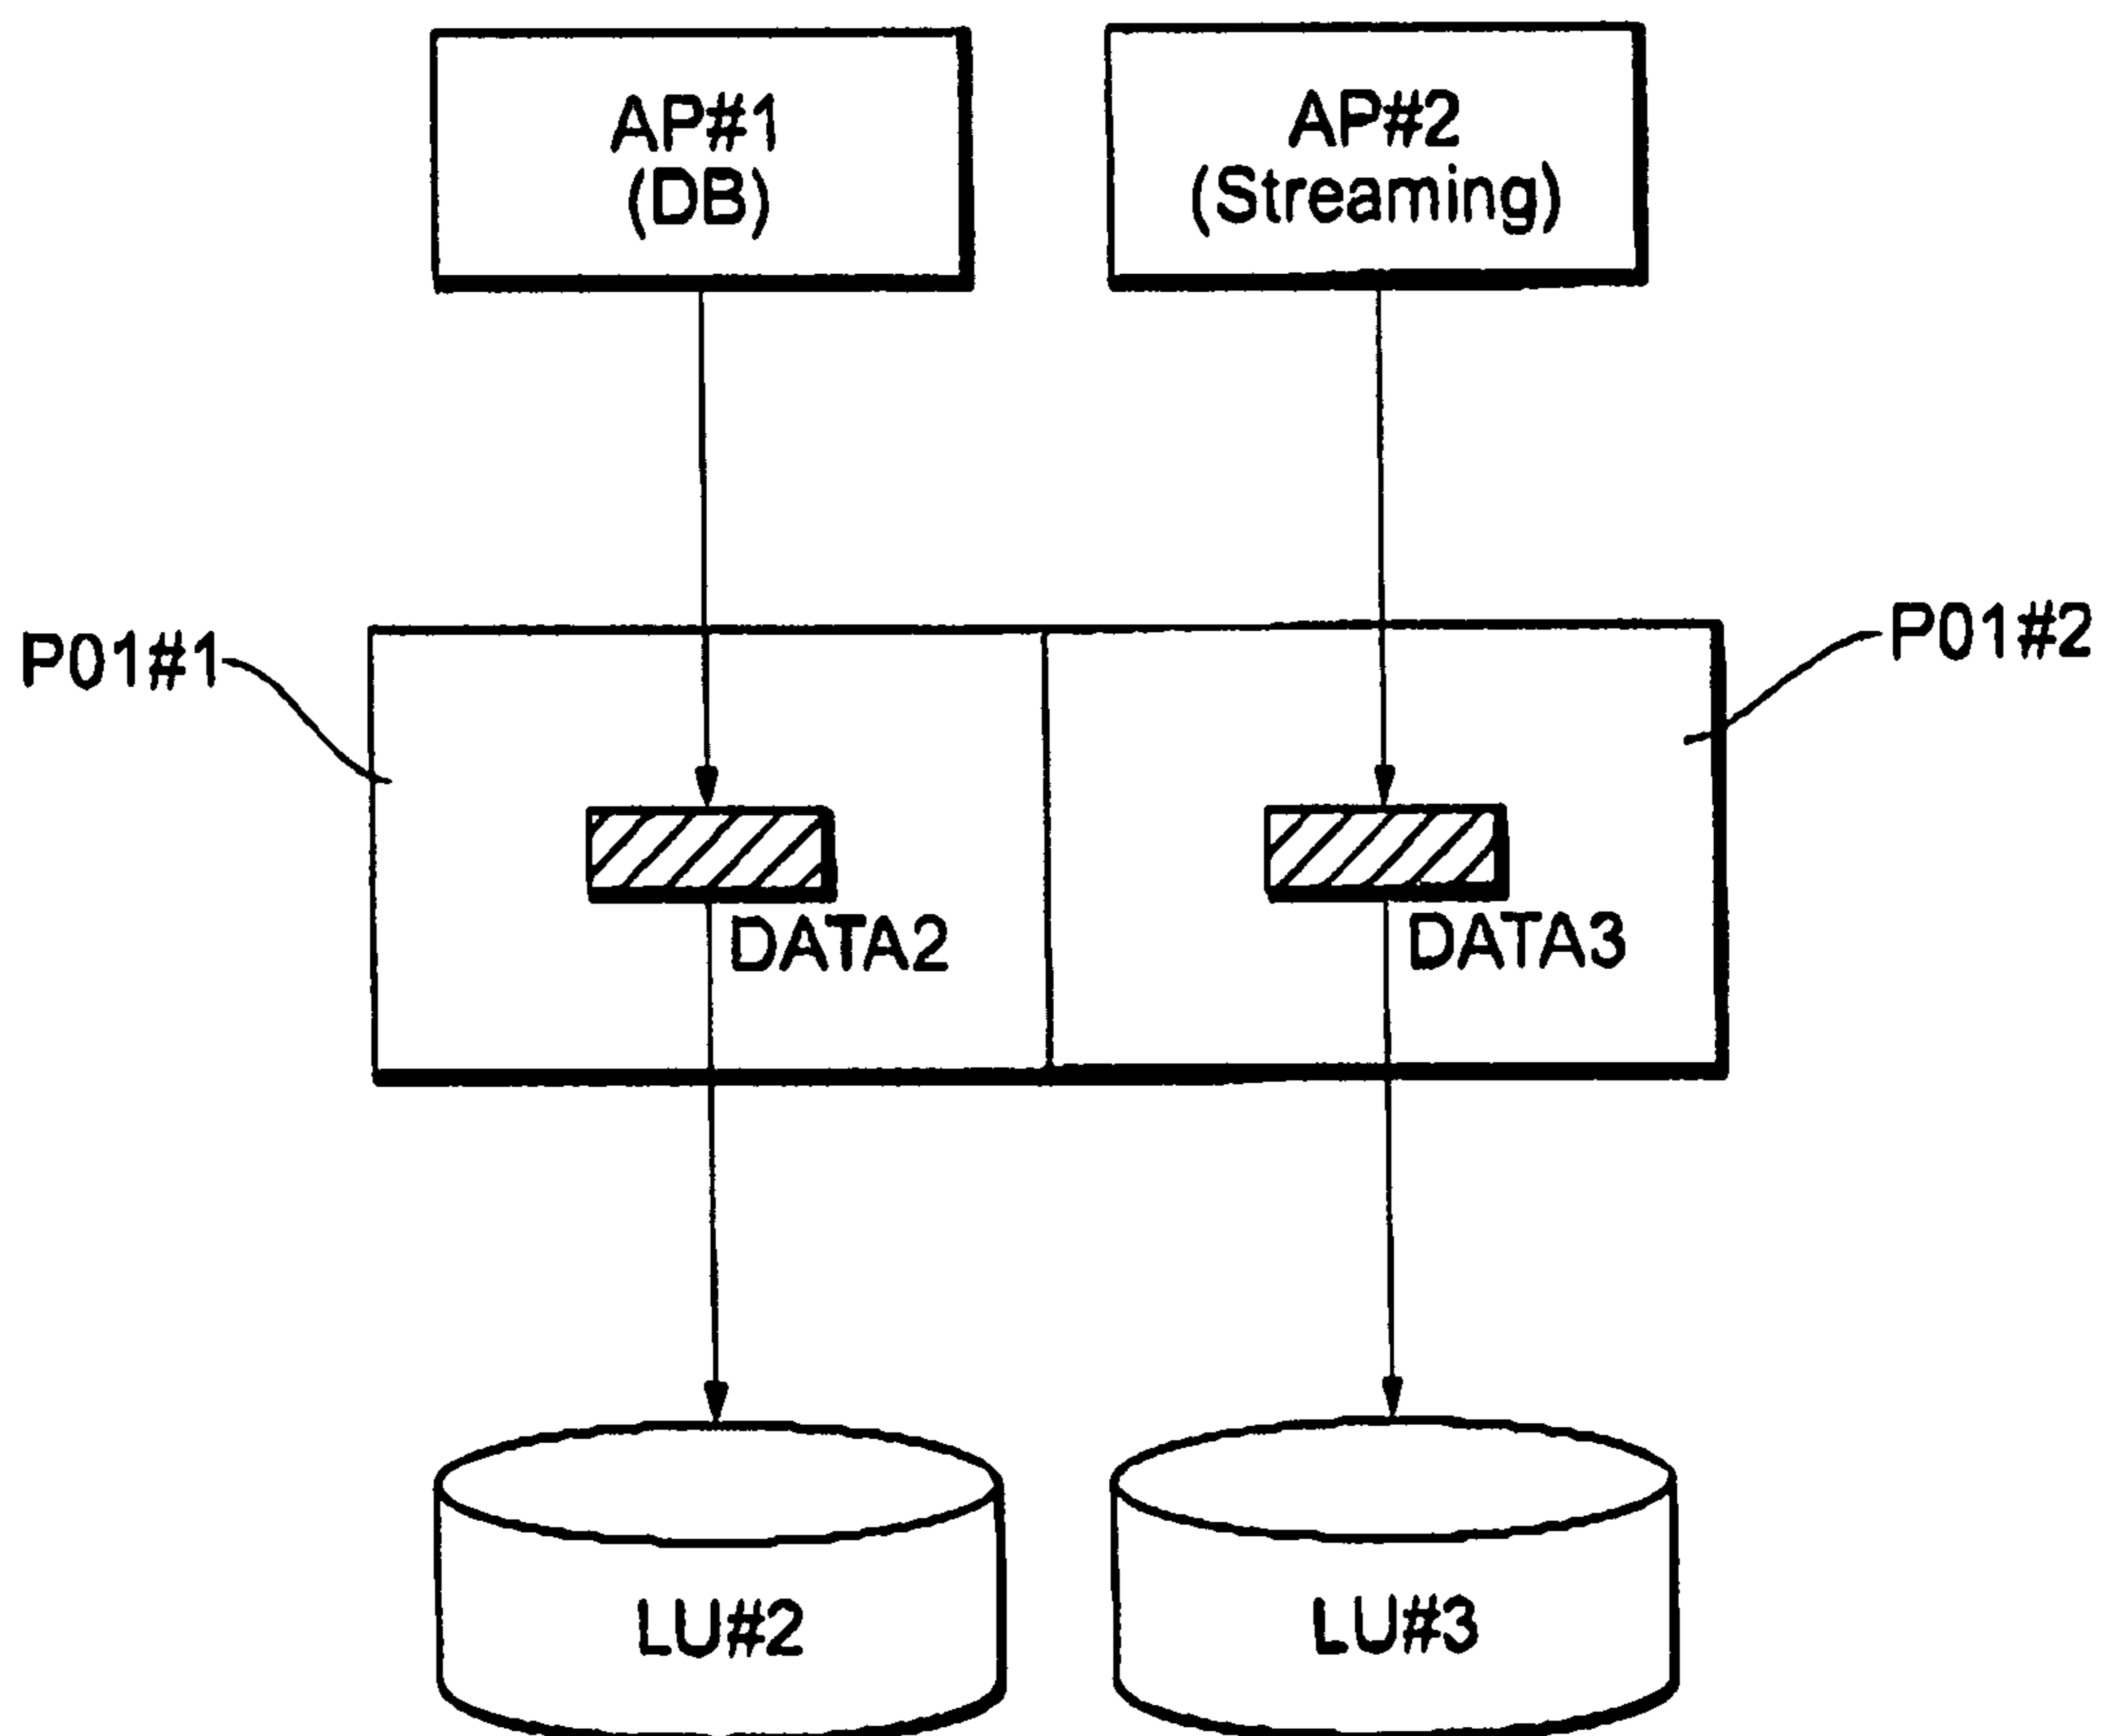 AP#1
(DB)
AP#2
(Streaming)
P01#1
P01#2
DATA2
DATA3
LU#2
LU#3